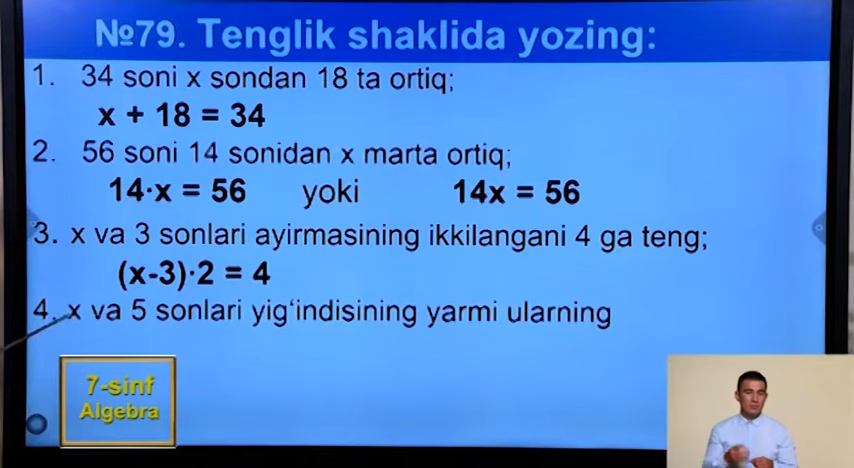 №79. Tenglik shaklida yozing:
1. 34 soni x sondan 18 ta ortiq;
x + 18 = 34
2. 56 soni 14 sonidan x marta ortiq;
14·x = 56 yoki 14x = 56
3. x va 3 sonlari ayirmasining ikkilangani 4 ga teng;
(x-3)·2 = 4
4. x va 5 sonlari yig‘indisining yarmi ularning
7-sinf
Algebra